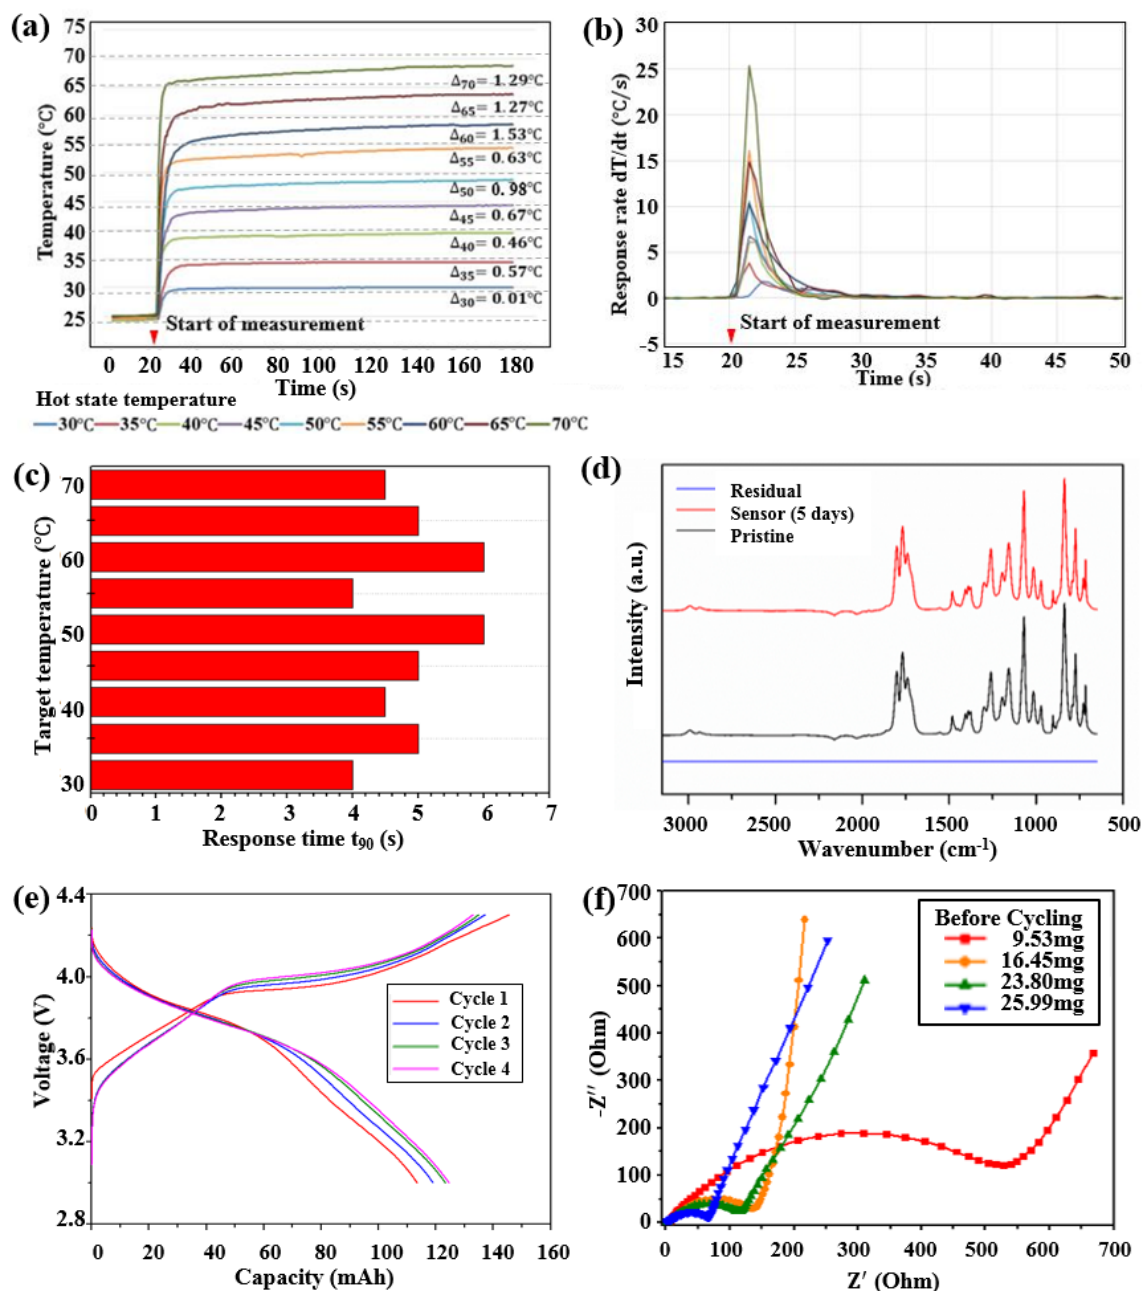 (a)
75
70
65
60
55
50
45
40
35
30
25
Temperature (°C)
Δ70= 1.29°C
Δ65= 1.27°C
Δ60= 1.53°C
Δ55= 0.63°C
Δ50= 0.98°C
Δ45= 0.67°C
Δ40= 0.46°C
Δ35= 0.57°C
Δ30= 0.01°C
Start of measurement
0 20 40 60 80 100 120 140 160 180
Time (s)
Hot state temperature
30°C 35°C 40°C 45°C 50°C 55°C 60°C 65°C 70°C
(b)
30
25
20
15
10
5
0
-5
Response rate dT/dt (°C/s)
Start of measurement
15 20 25 30 35 40 45 50
Time (s)
(c)
70
60
50
40
30
Target temperature (°C)
0 1 2 3 4 5 6 7
Response time t90 (s)
(d)
Intensity (a.u.)
Residual
Sensor (5 days)
Pristine
3000 2500 2000 1500 1000 500
Wavenumber (cm-1)
(e)
4.4
4.0
3.6
3.2
2.8
Voltage (V)
Cycle 1
Cycle 2
Cycle 3
Cycle 4
0 20 40 60 80 100 120 140 160
Capacity (mAh)
(f)
700
600
500
400
300
200
100
0
-Z'' (Ohm)
Before Cycling
9.53mg
16.45mg
23.80mg
25.99mg
0 100 200 300 400 500 600 700
Z' (Ohm)